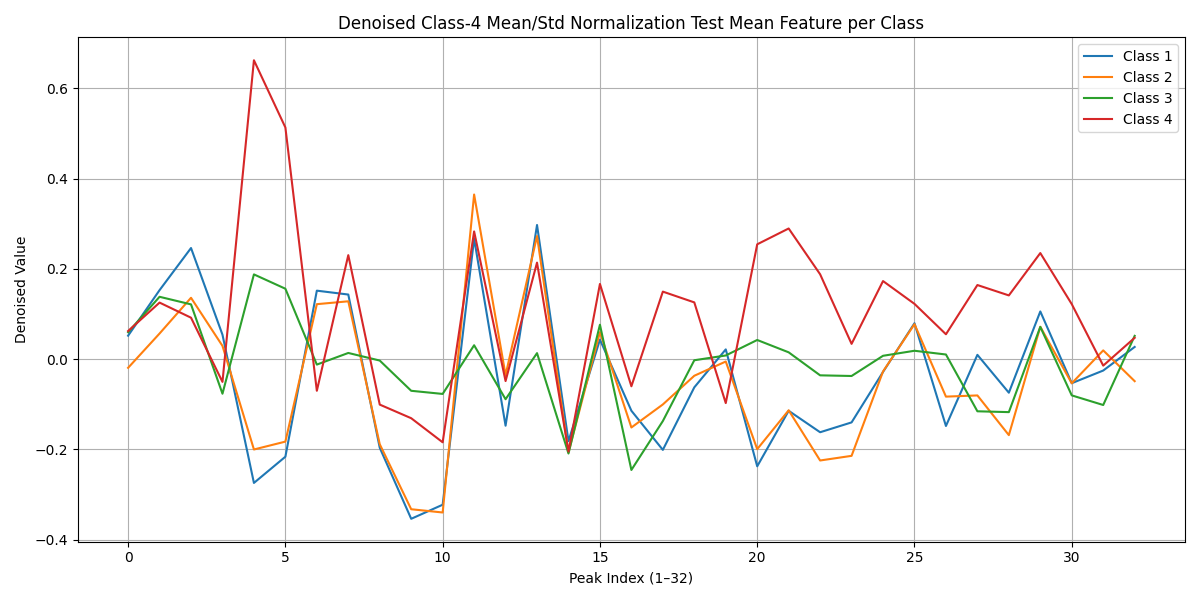 Denoised Class-4 Mean/Std Normalization Test Mean Feature per Class
Class 1
Class 2
Class 3
Class 4
Denoised Value
0.6
0.4
0.2
0.0
−0.2
−0.4
0 5 10 15 20 25 30
Peak Index (1–32)